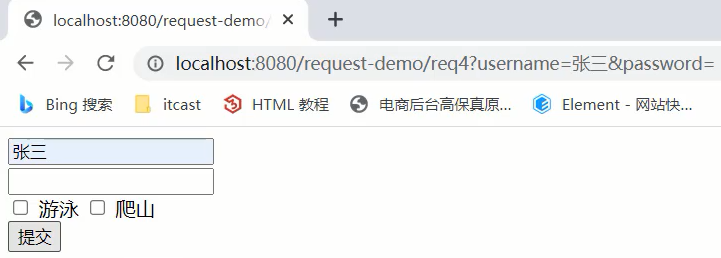 localhost:8080/request-demo/
localhost:8080/request-demo/req4?username=张三&password=
Bing 搜索 itcast HTML 教程 电商后台高保真原... Element - 网站快...
张三
游泳 爬山
提交